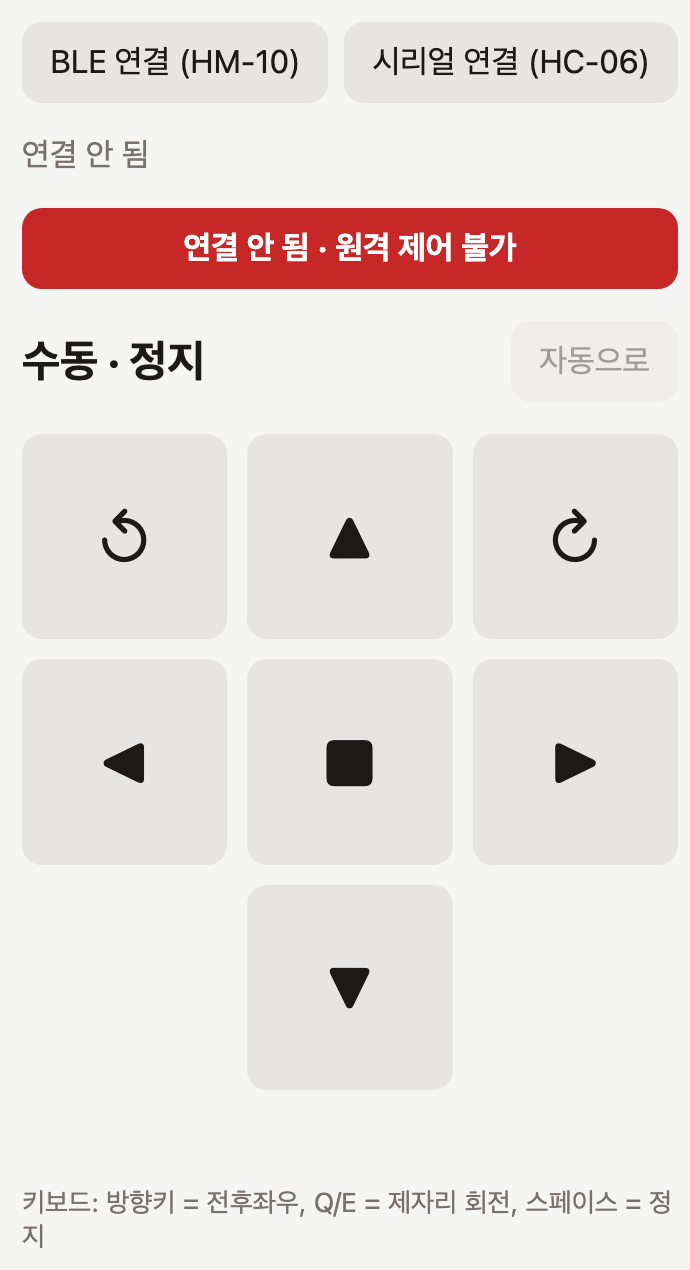 BLE 연결 (HM-10)
시리얼 연결 (HC-06)
연결 안 됨
연결 안 됨 · 원격 제어 불가
수동 · 정지
자동으로
키보드: 방향키 = 전후좌우, Q/E = 제자리 회전, 스페이스 = 정
지